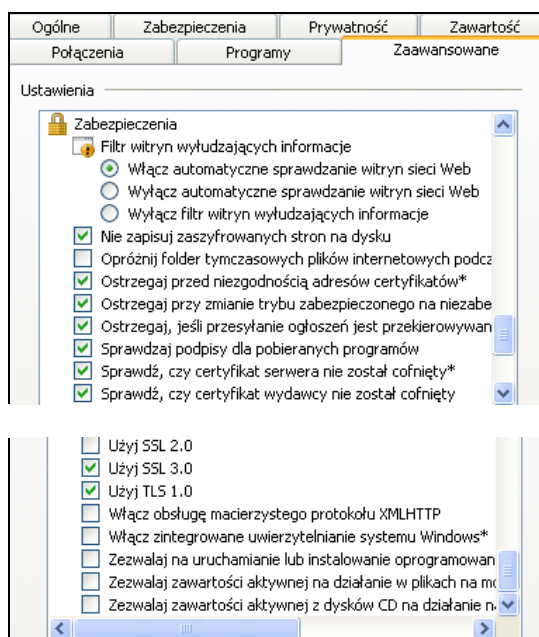 Ogólne Zabezpieczenia Prywatność Zawartość
Połączenia Programy Zaawansowane
Ustawienia
Zabezpieczenia
Filtr witryn wyłudzających informacje
Włącz automatyczne sprawdzanie witryn sieci Web
Wyłącz automatyczne sprawdzanie witryn sieci Web
Wyłącz filtr witryn wyłudzających informacje
Nie zapisuj zaszyfrowanych stron na dysku
Opróżnij folder tymczasowych plików internetowych podcz
Ostrzegaj przed niezgodnością adresów certyfikatów*
Ostrzegaj przy zmianie trybu zabezpieczonego na niezabe
Ostrzegaj, jeśli przesyłanie ogłoszeń jest przekierowywan
Sprawdzaj podpisy dla pobieranych programów
Sprawdź, czy certyfikat serwera nie został cofnięty*
Sprawdź, czy certyfikat wydawcy nie został cofnięty
Użyj SSL 2.0
Użyj SSL 3.0
Użyj TLS 1.0
Włącz obsługę macierzystego protokołu XMLHTTP
Włącz zintegrowane uwierzytelnianie systemu Windows*
Zezwalaj na uruchamianie lub instalowanie oprogramowan
Zezwalaj zawartości aktywnej na działanie w plikach na
Zezwalaj zawartości aktywnej z dysków CD na działanie